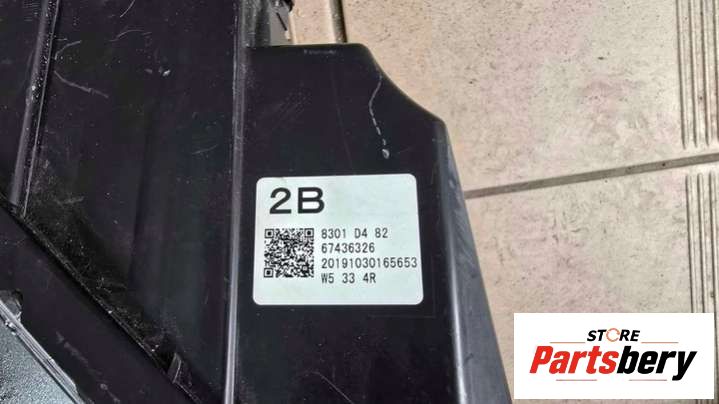 2B
8301 D4 82
67436326
20191030165653
W5 33 4R
STORE
Partsbery